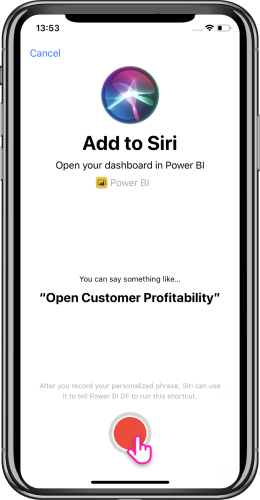 13:53
Cancel
Add to Siri
Open your dashboard in Power BI
Power BI
You can say something like...
“Open Customer Profitability”
After you record your personalized phrase, Siri can use
it to tell Power BI DF to run this shortcut.